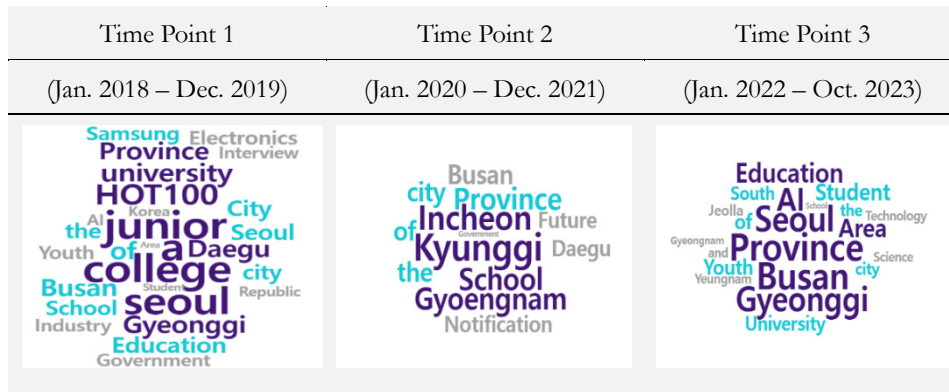 Time Point 1 Time Point 2 Time Point 3
(Jan. 2018 – Dec. 2019) (Jan. 2020 – Dec. 2021) (Jan. 2022 – Oct. 2023)
Samsung Electronics
Province Interview
university
HOT100
AI Korea City
the junior Seoul
Youth of Area a Daegu
college city
Busan Student Republic
School seoul
Industry Gyeonggi
Education
Government
Busan
city Province
Incheon Future
of Government
Kyunggi Daegu
the School
Gyoengnam
Notification
Education
South AI School Student
Jeolla of Seoul the Technology
Area
Gyeongnam and Province Science
Youth Busan city
Yeungnam
Gyeonggi
University